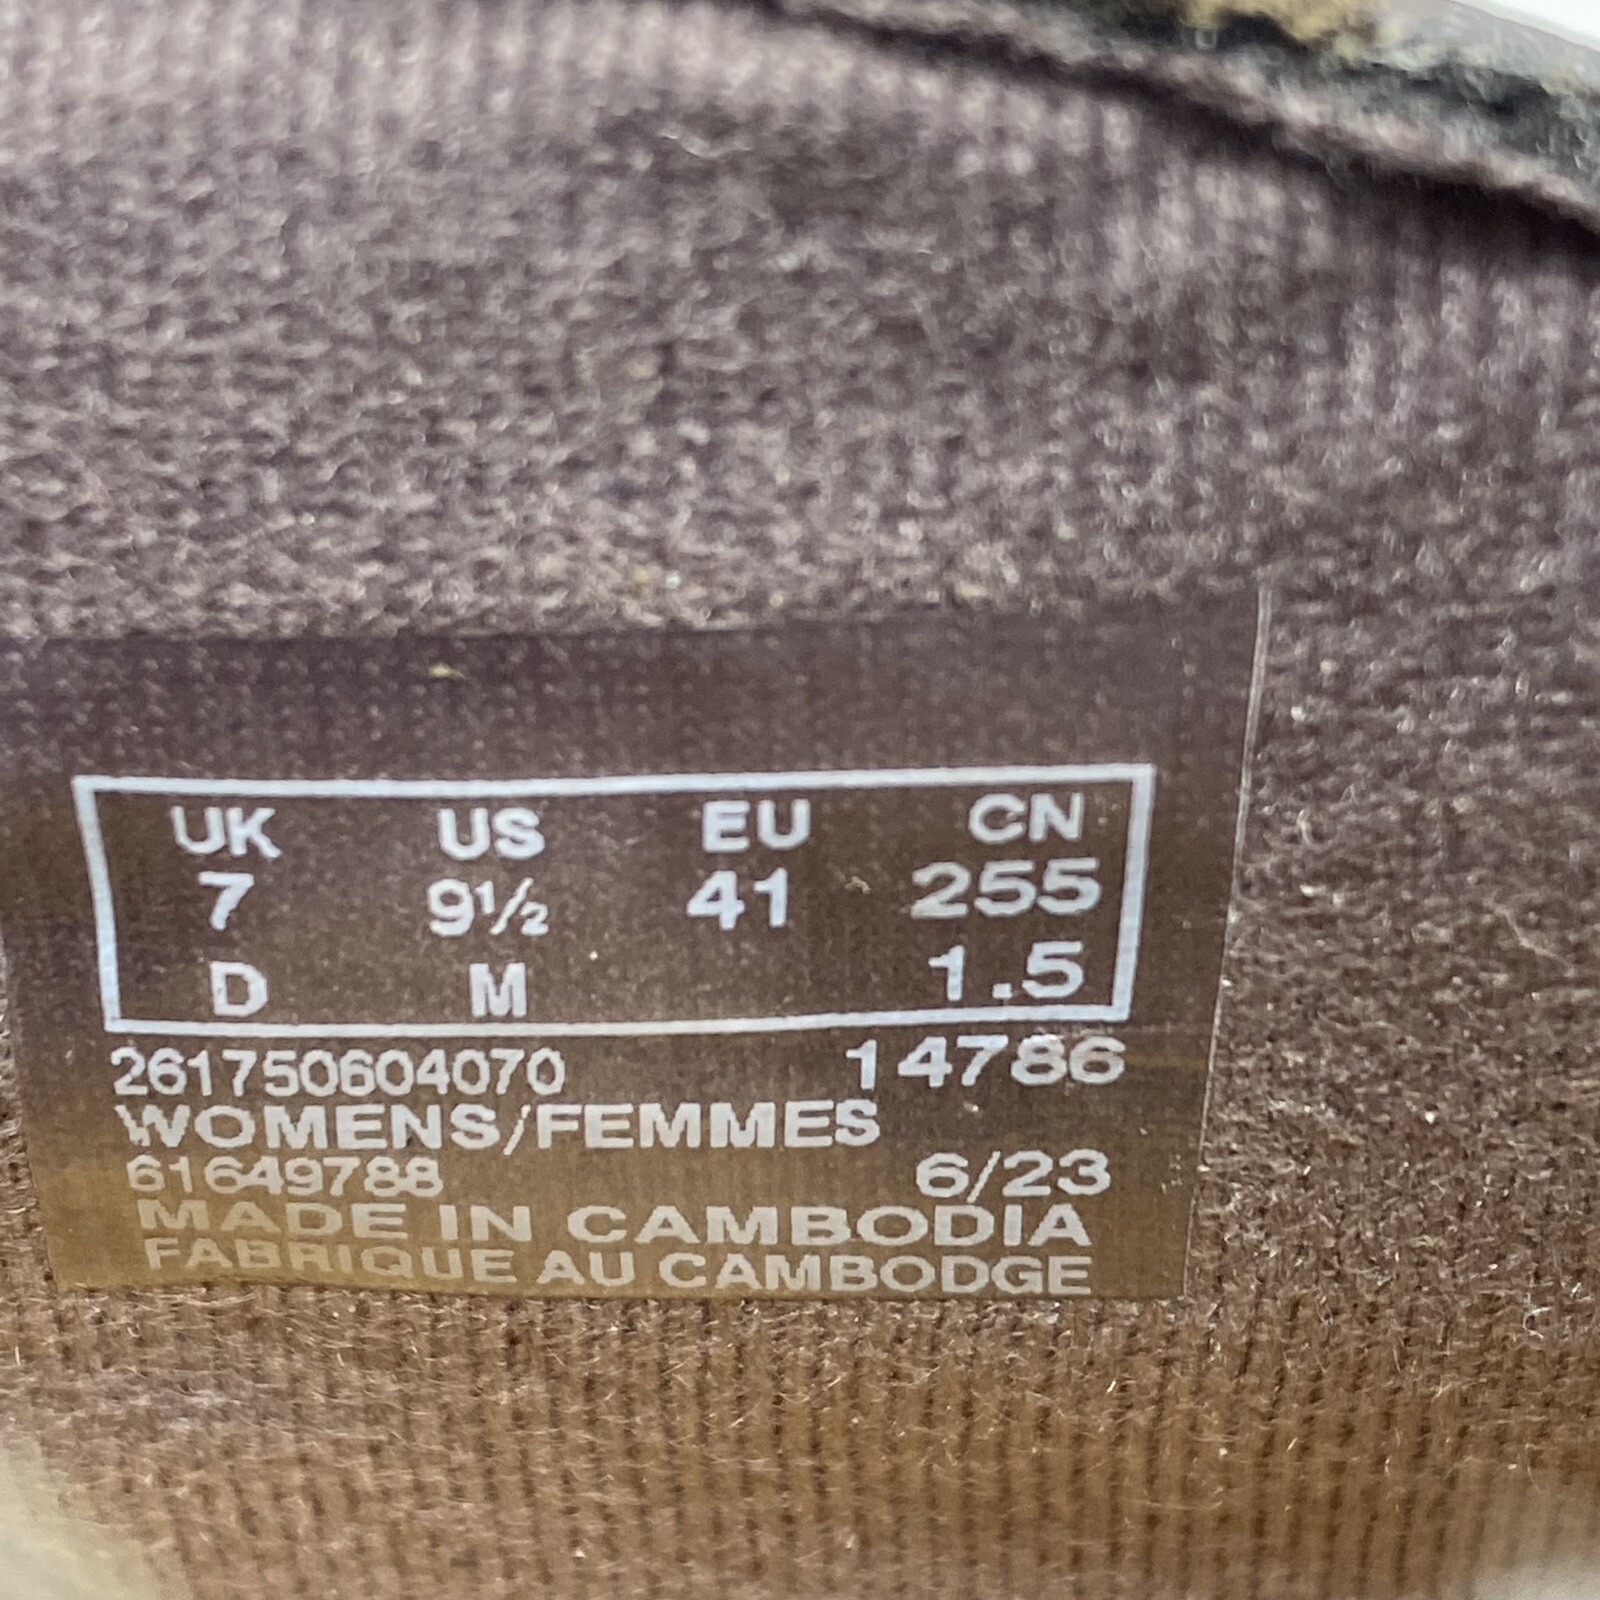 UK US EU CN
7 9½ 41 255
D M 1.5
261750604070 14786
WOMENS/FEMMES
61649788 6/23
MADE IN CAMBODIA
FABRIQUE AU CAMBODGE